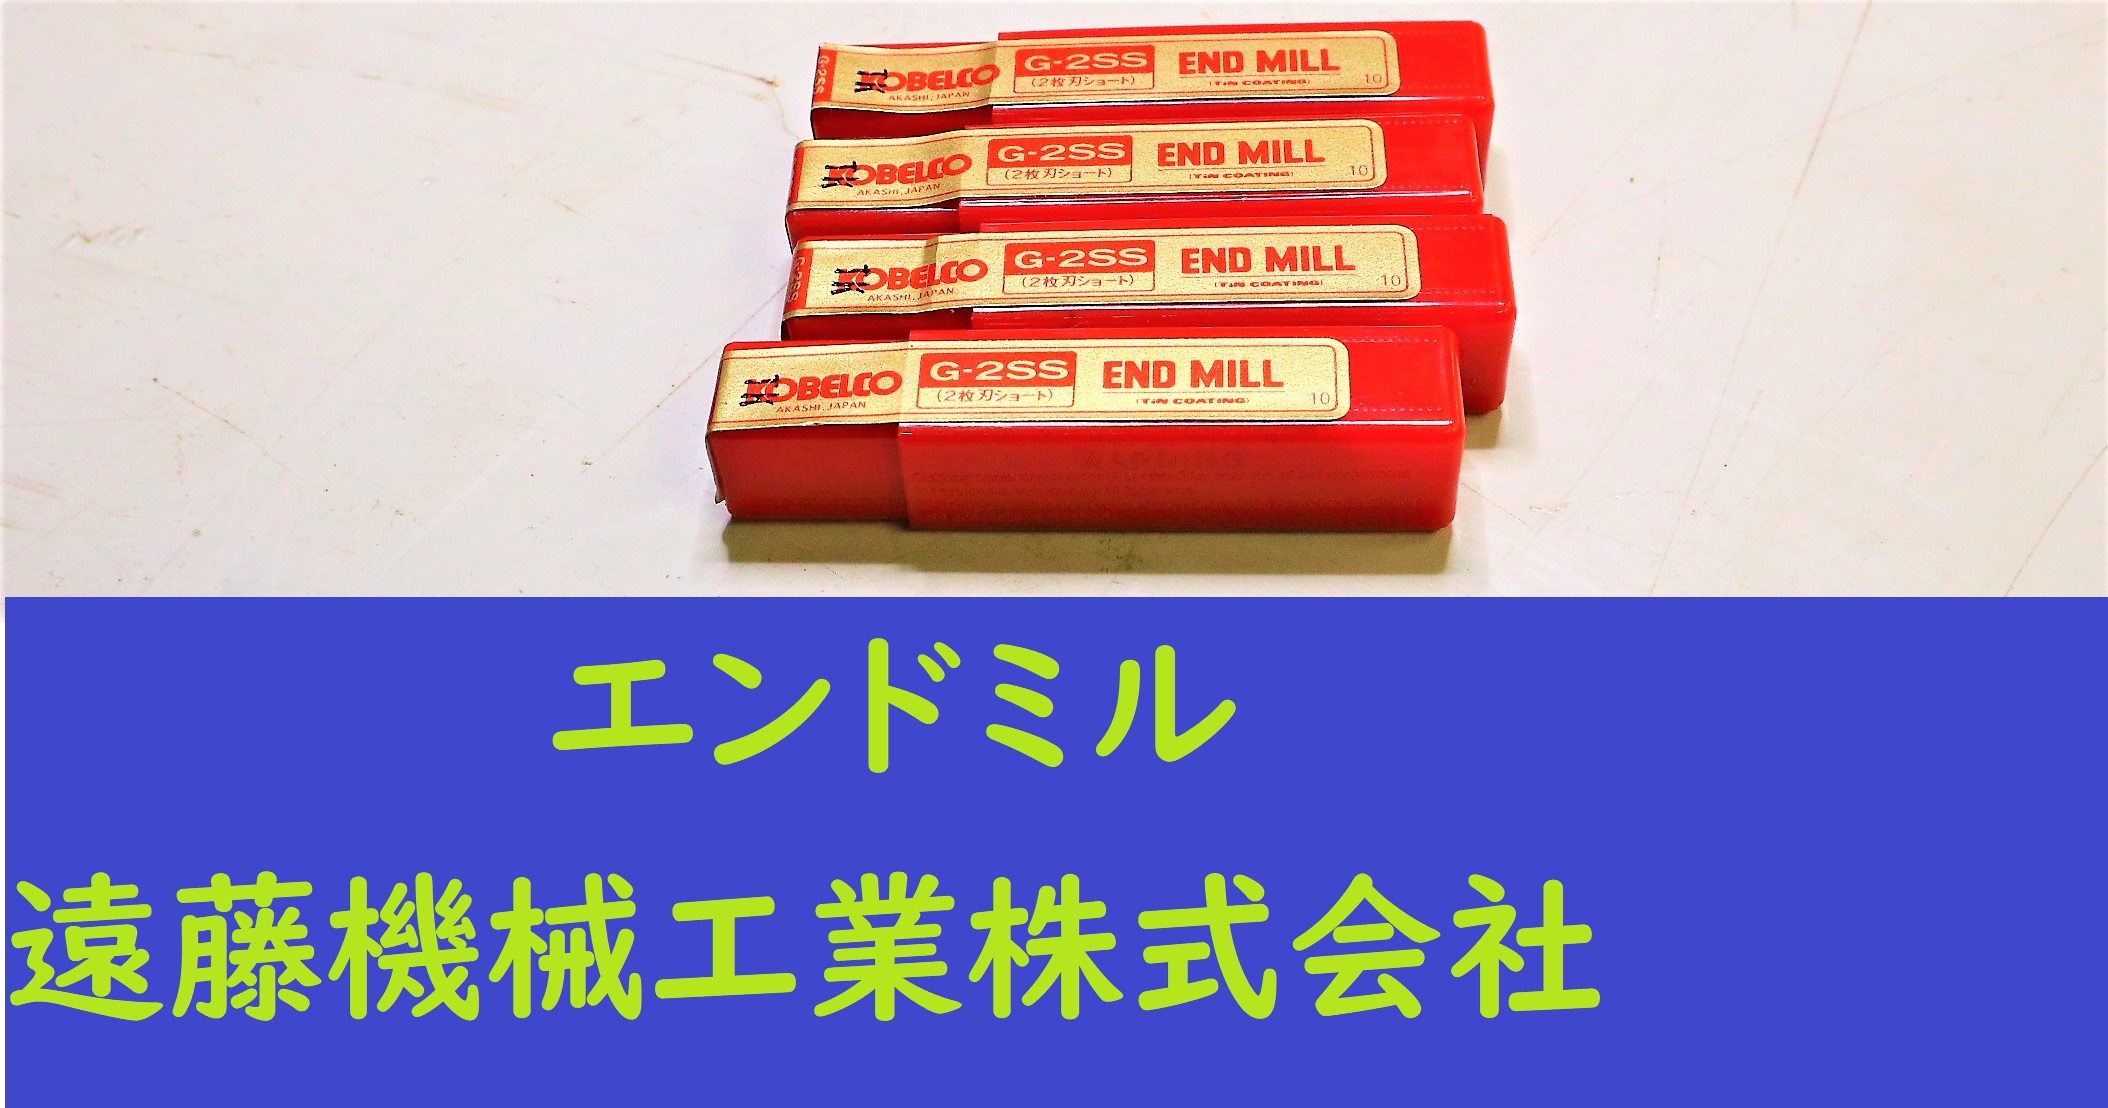 G-2SS KOBELCO G-2SS END MILL
AKASHI, JAPAN (2枚刃ショート) (TiN COATING) 10
KOBELCO G-2SS END MILL
AKASHI, JAPAN (2枚刃ショート) (TiN COATING) 10
G-2SS KOBELCO G-2SS END MILL
AKASHI, JAPAN (2枚刃ショート) (TiN COATING) 10
KOBELCO G-2SS END MILL
AKASHI, JAPAN (2枚刃ショート) (TiN COATING) 10
WARNING
エンドミル
遠藤機械工業株式会社